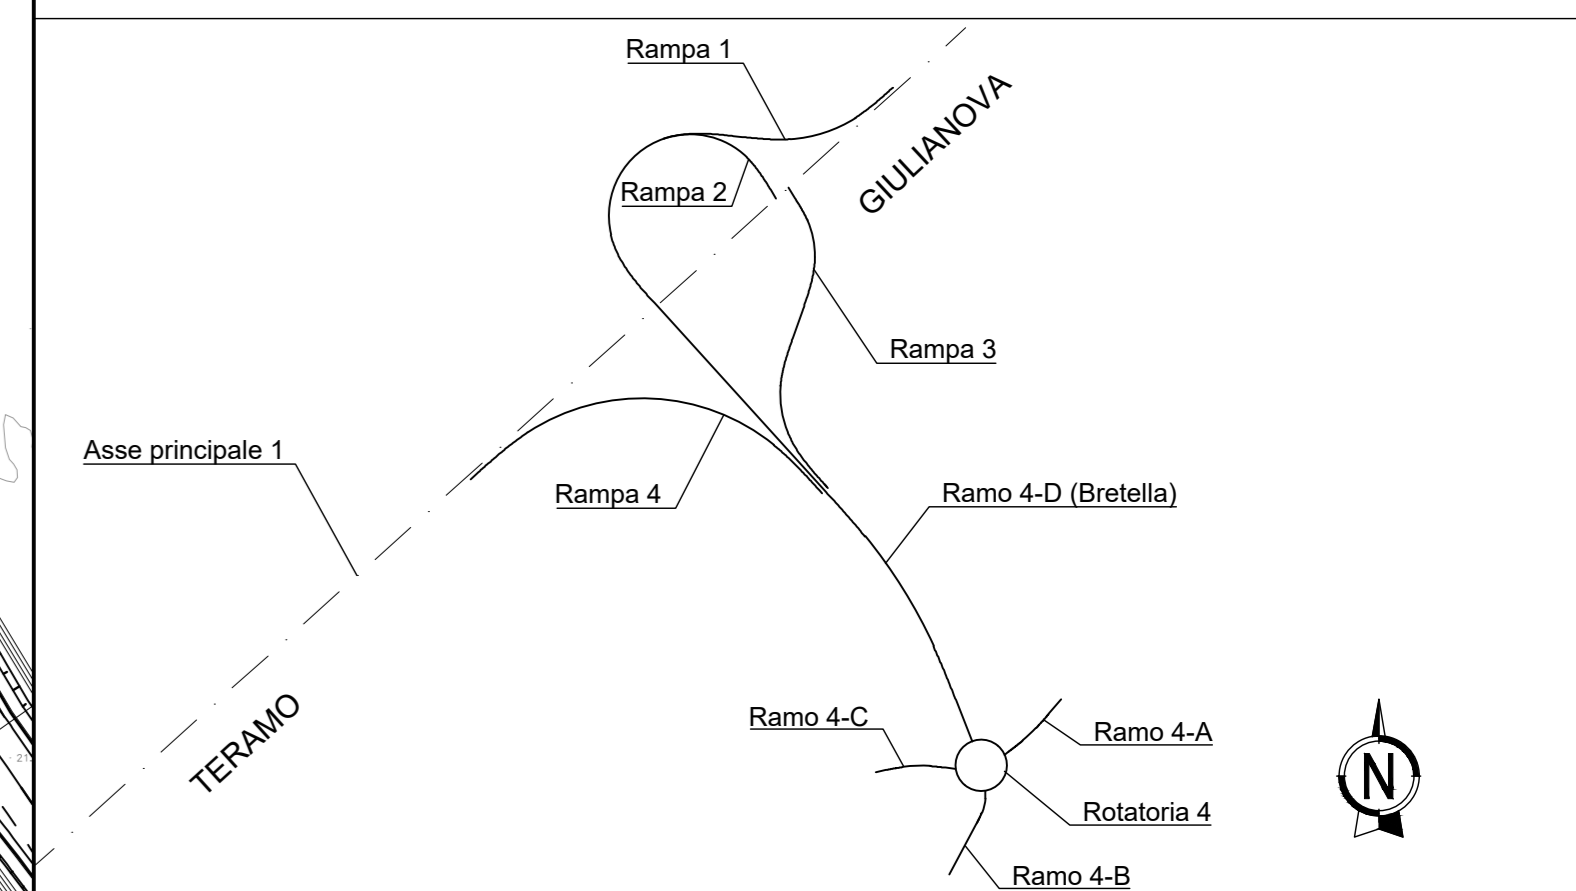 Rampa 1
GIULIANOVA
Rampa 2
Rampa 3
Asse principale 1
Rampa 4
Ramo 4-D (Bretella)
TERAMO
Ramo 4-C
Ramo 4-A
N
Rotatoria 4
Ramo 4-B